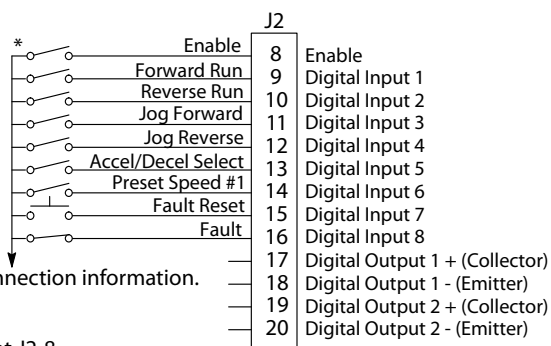 J2
*
Enable 8 Enable
Forward Run 9 Digital Input 1
Reverse Run 10 Digital Input 2
Jog Forward 11 Digital Input 3
Jog Reverse 12 Digital Input 4
Accel/Decel Select 13 Digital Input 5
Preset Speed #1 14 Digital Input 6
Fault Reset 15 Digital Input 7
Fault 16 Digital Input 8
17 Digital Output 1 + (Collector)
nnection information.
18 Digital Output 1 - (Emitter)
19 Digital Output 2 + (Collector)
20 Digital Output 2 - (Emitter)
J2-8